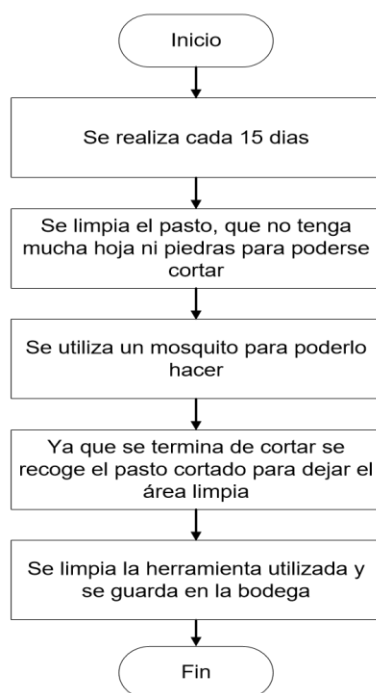 Inicio
Se realiza cada 15 dias
Se limpia el pasto, que no tenga
mucha hoja ni piedras para poderse
cortar
Se utiliza un mosquito para poderlo
hacer
Ya que se termina de cortar se
recoge el pasto cortado para dejar el
área limpia
Se limpia la herramienta utilizada y
se guarda en la bodega
Fin